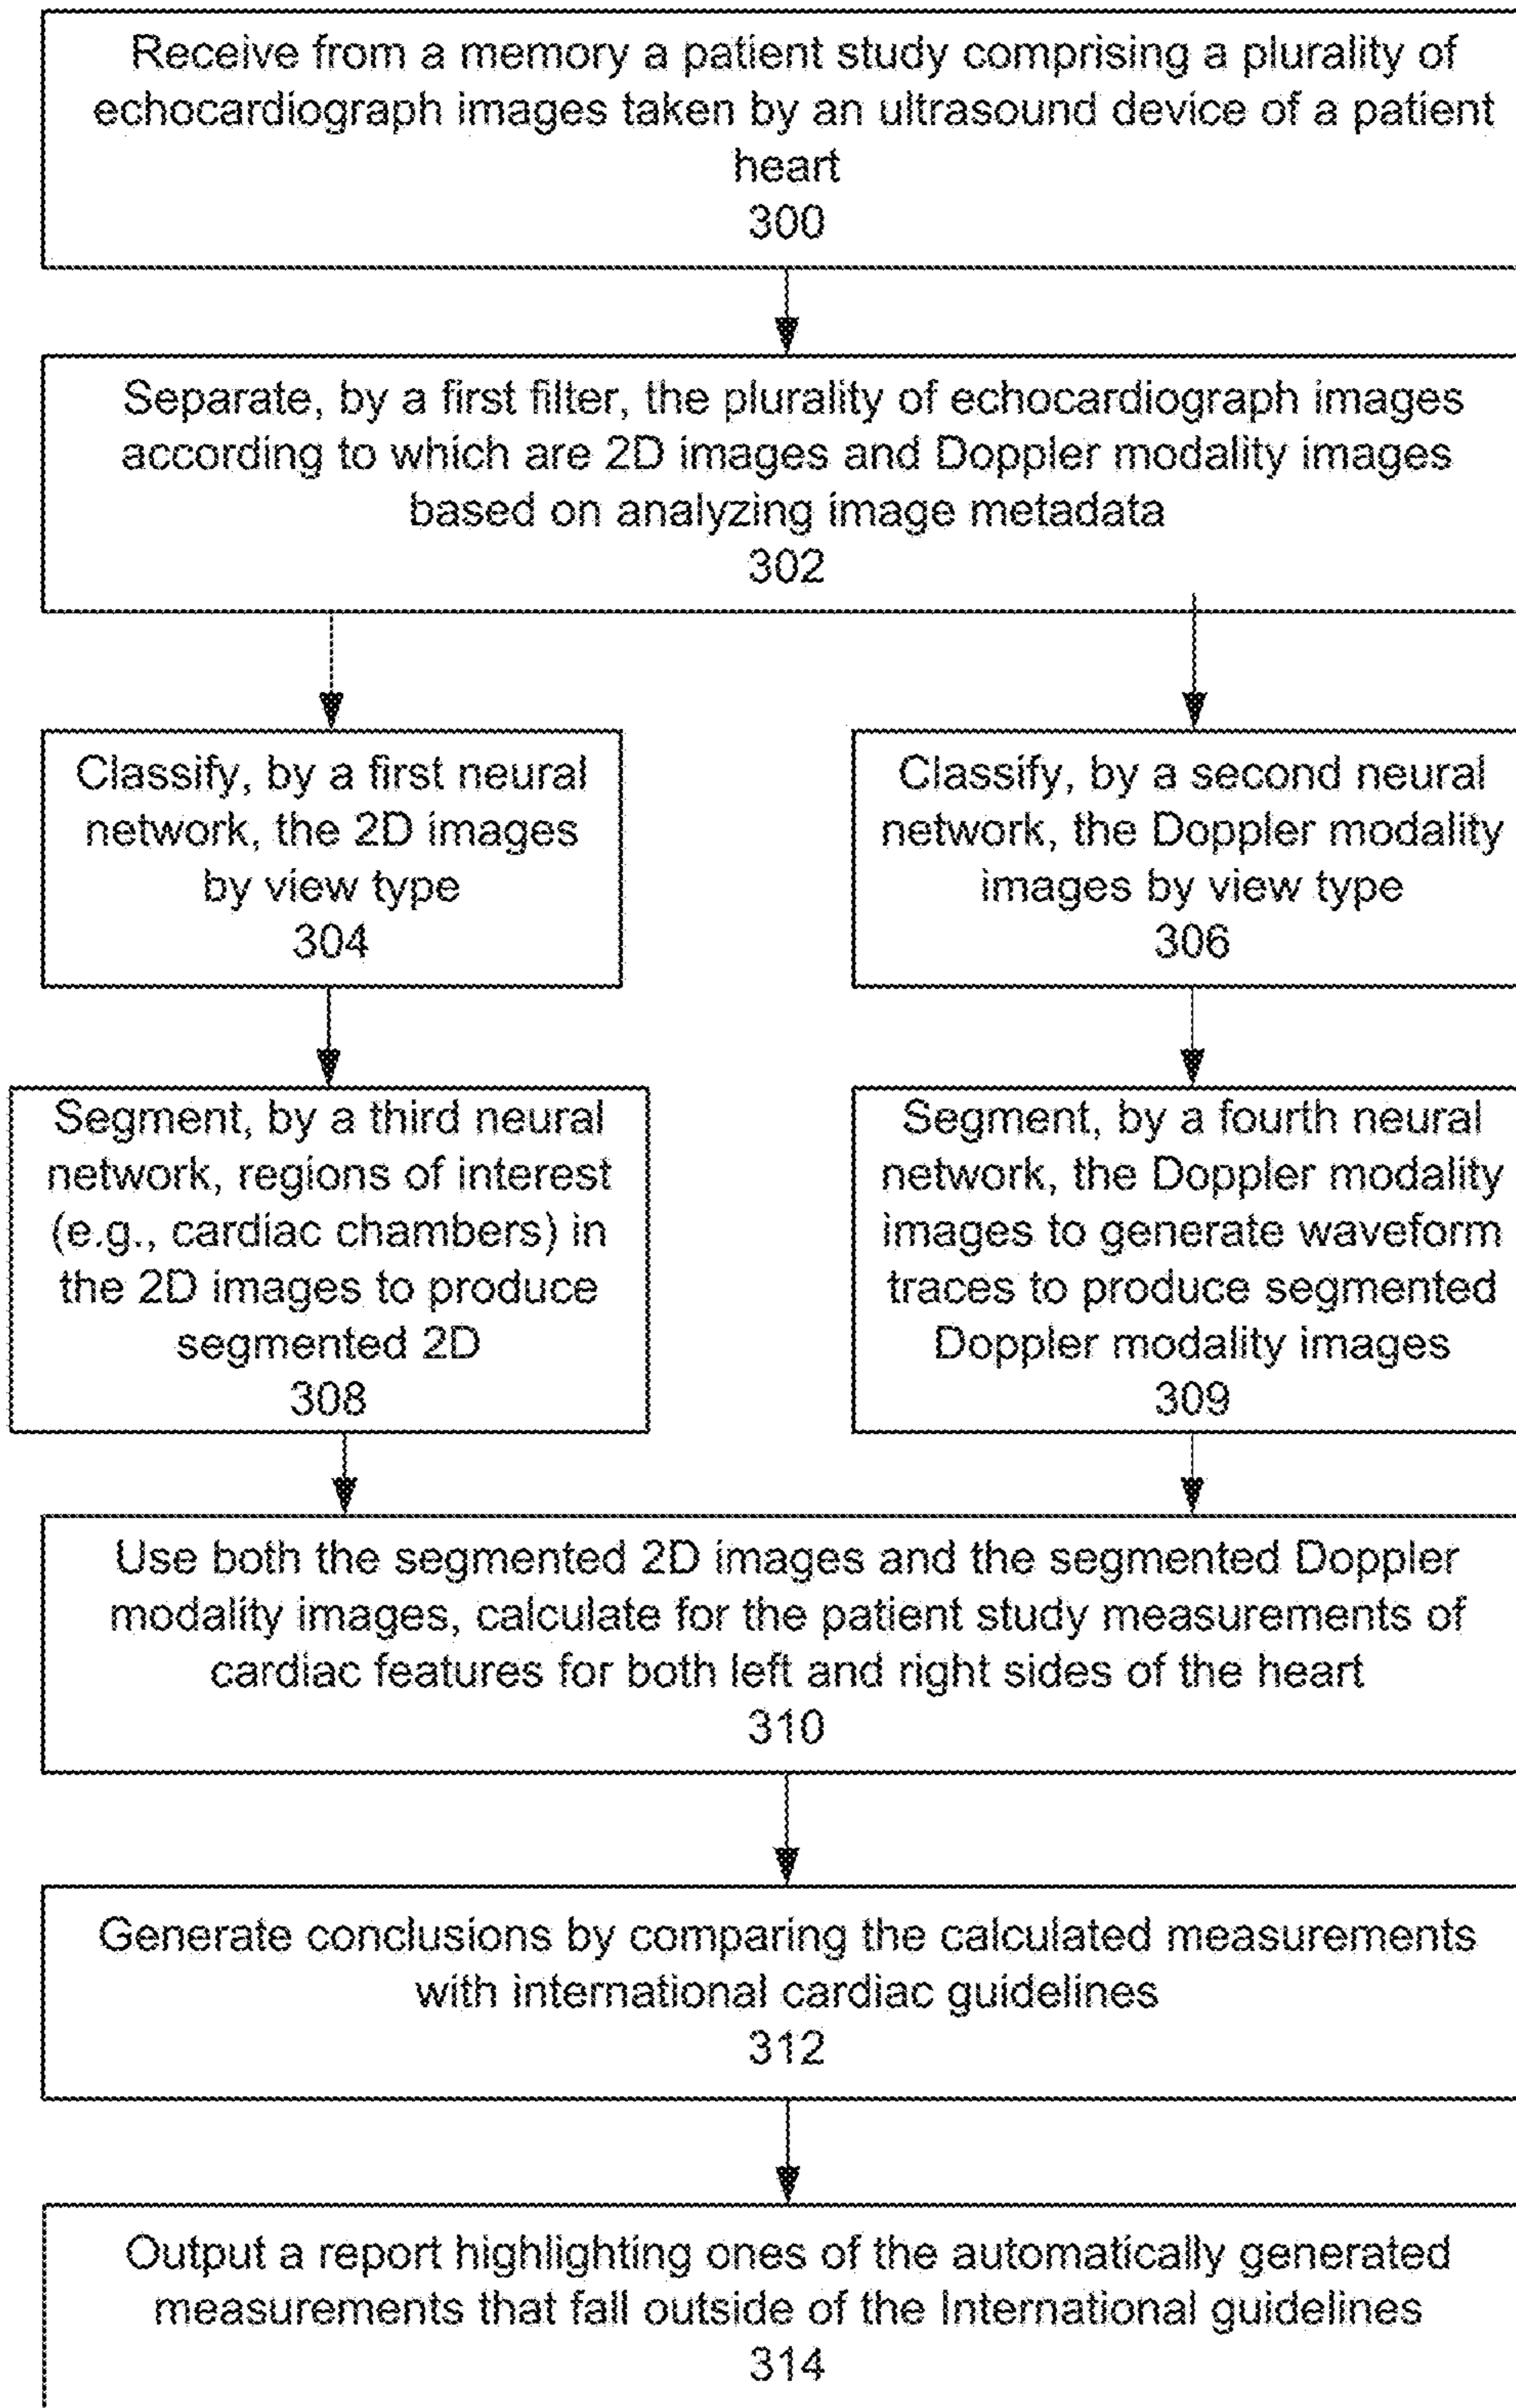 Receive from a memory a patient study comprising a plurality of
echocardiograph images taken by an ultrasound device of a patient
heart
300
Separate, by a first filter, the plurality of echocardiograph images
according to which are 2D images and Doppler modality images
based on analyzing image metadata
302
Classify, by a first neural
network, the 2D images
by view type
304
Classify, by a second neural
network, the Doppler modality
images by view type
306
Segment, by a third neural
network, regions of interest
(e.g., cardiac chambers) in
the 2D images to produce
segmented 2D
308
Segment, by a fourth neural
network, the Doppler modality
images to generate waveform
traces to produce segmented
Doppler modality images
309
Use both the segmented 2D images and the segmented Doppler
modality images, calculate for the patient study measurements of
cardiac features for both left and right sides of the heart
310
Generate conclusions by comparing the calculated measurements
with international cardiac guidelines
312
Output a report highlighting ones of the automatically generated
measurements that fall outside of the International guidelines
314